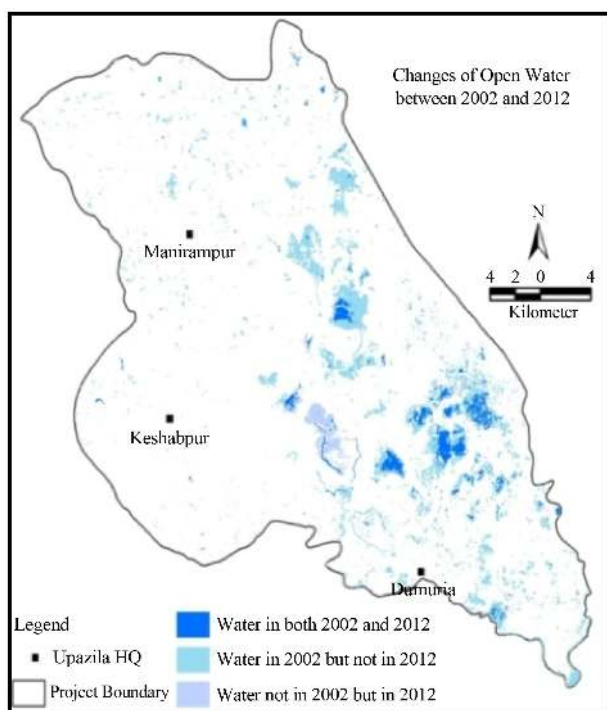 Changes of Open Water
between 2002 and 2012
N
4 2 0 4
Kilometer
Manirampur
Keshabpur
Dumuria
Legend
Upazila HQ
Project Boundary
Water in both 2002 and 2012
Water in 2002 but not in 2012
Water not in 2002 but in 2012